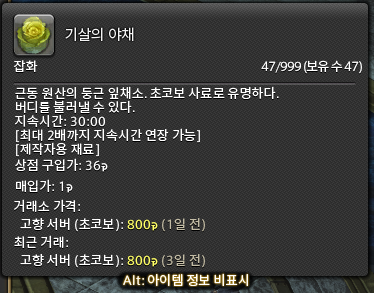 기살의 야채
잡화 47/999 (보유 수 47)
근동 원산의 둥근 잎채소. 초코보 사료로 유명하다.
버디를 불러낼 수 있다.
지속시간: 30:00
[최대 2배까지 지속시간 연장 가능]
[제작자용 재료]
상점 구입가: 36
매입가: 1
거래소 가격:
고향 서버 (초코보): 800 (1일 전)
최근 거래:
고향 서버 (초코보): 800 (3일 전)
Alt: 아이템 정보 비표시